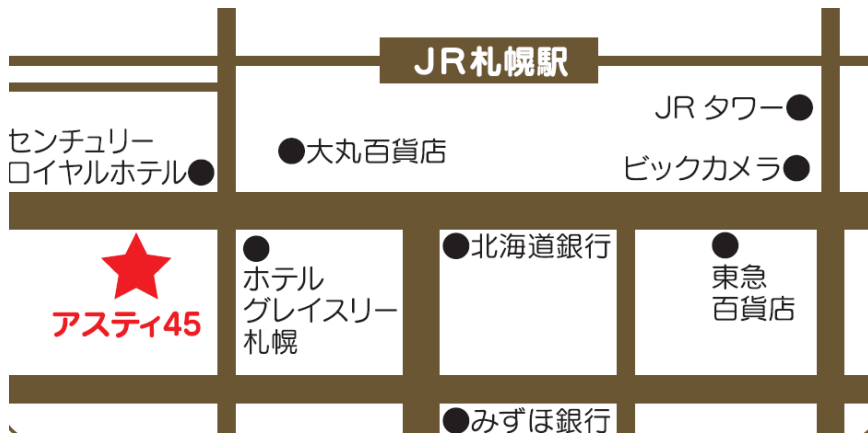 JR札幌駅
JRタワー
センチュリー
ロイヤルホテル
大丸百貨店
ビックカメラ
アスティ45
ホテル
グレイスリー
札幌
北海道銀行
東急
百貨店
みずほ銀行